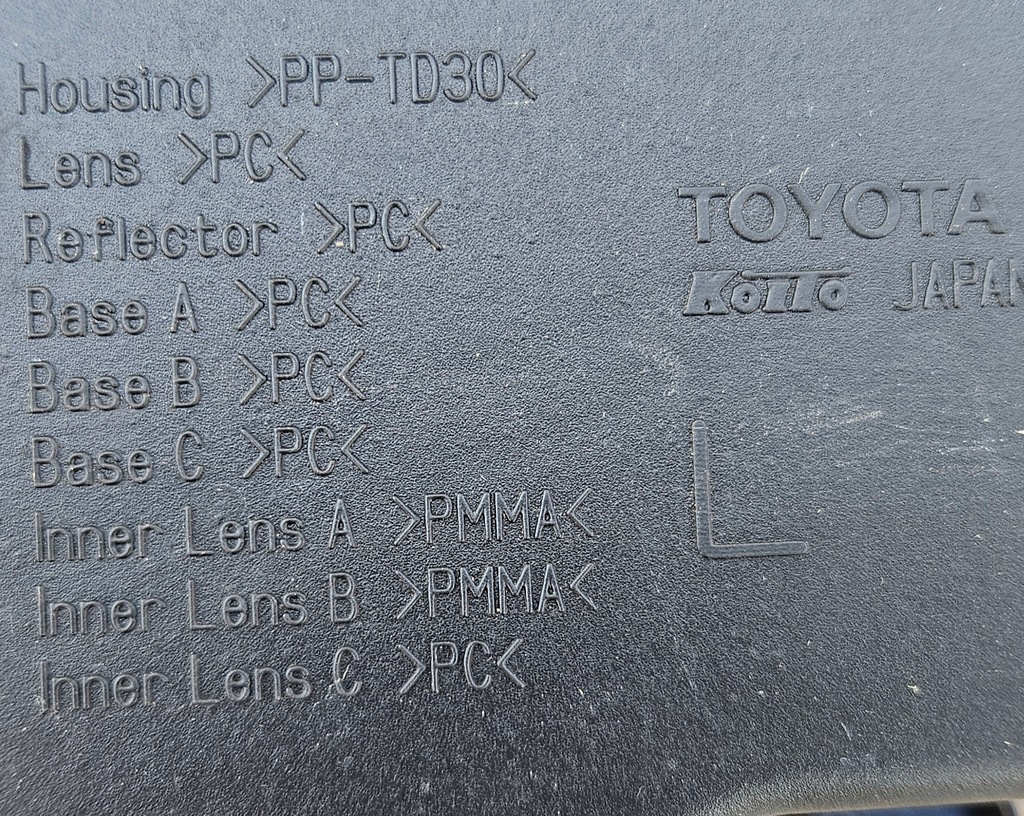 Housing >PP-TD30<
Lens >PC<
Reflector >PC<
Base A >PC<
Base B >PC<
Base C >PC<
Inner Lens A >PMMA<
Inner Lens B >PMMA<
Inner Lens C >PC<
TOYOTA
KOITO JAPAN
L